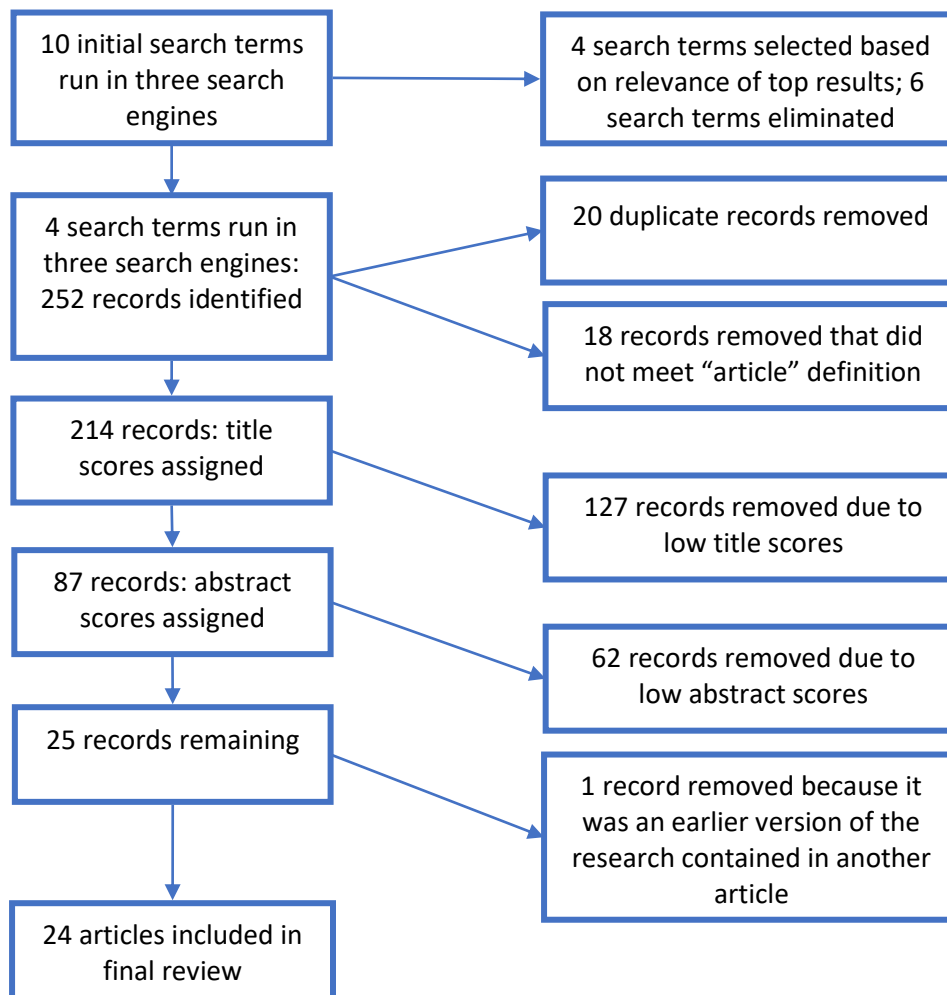 10 initial search terms
run in three search
engines
4 search terms selected based
on relevance of top results; 6
search terms eliminated
4 search terms run in
three search engines:
252 records identified
20 duplicate records removed
18 records removed that did
not meet “article” definition
214 records: title
scores assigned
127 records removed due to
low title scores
87 records: abstract
scores assigned
62 records removed due to
low abstract scores
25 records remaining
1 record removed because it
was an earlier version of the
research contained in another
article
24 articles included in
final review